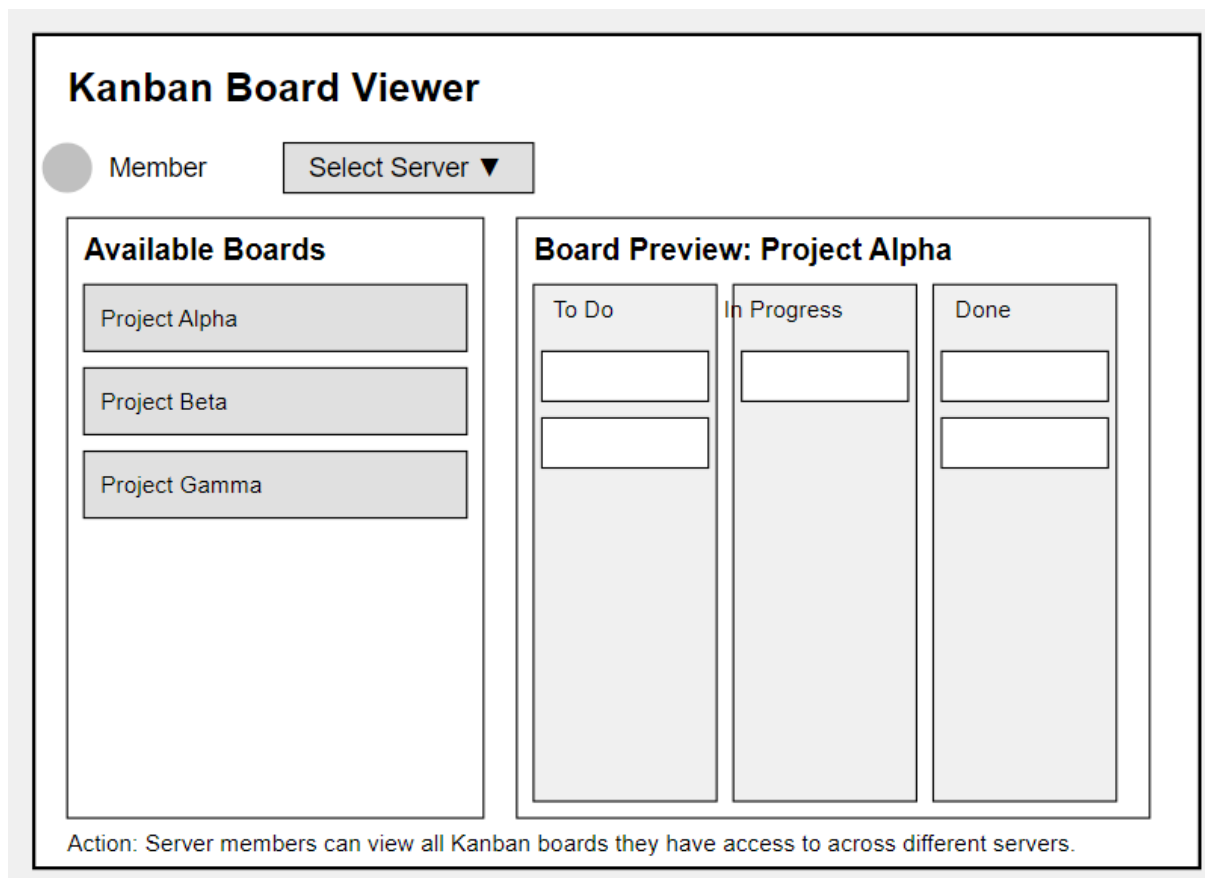 Kanban Board Viewer
Member
Select Server ▼
Available Boards
Project Alpha
Project Beta
Project Gamma
Board Preview: Project Alpha
To Do
In Progress
Done
Action: Server members can view all Kanban boards they have access to across different servers.